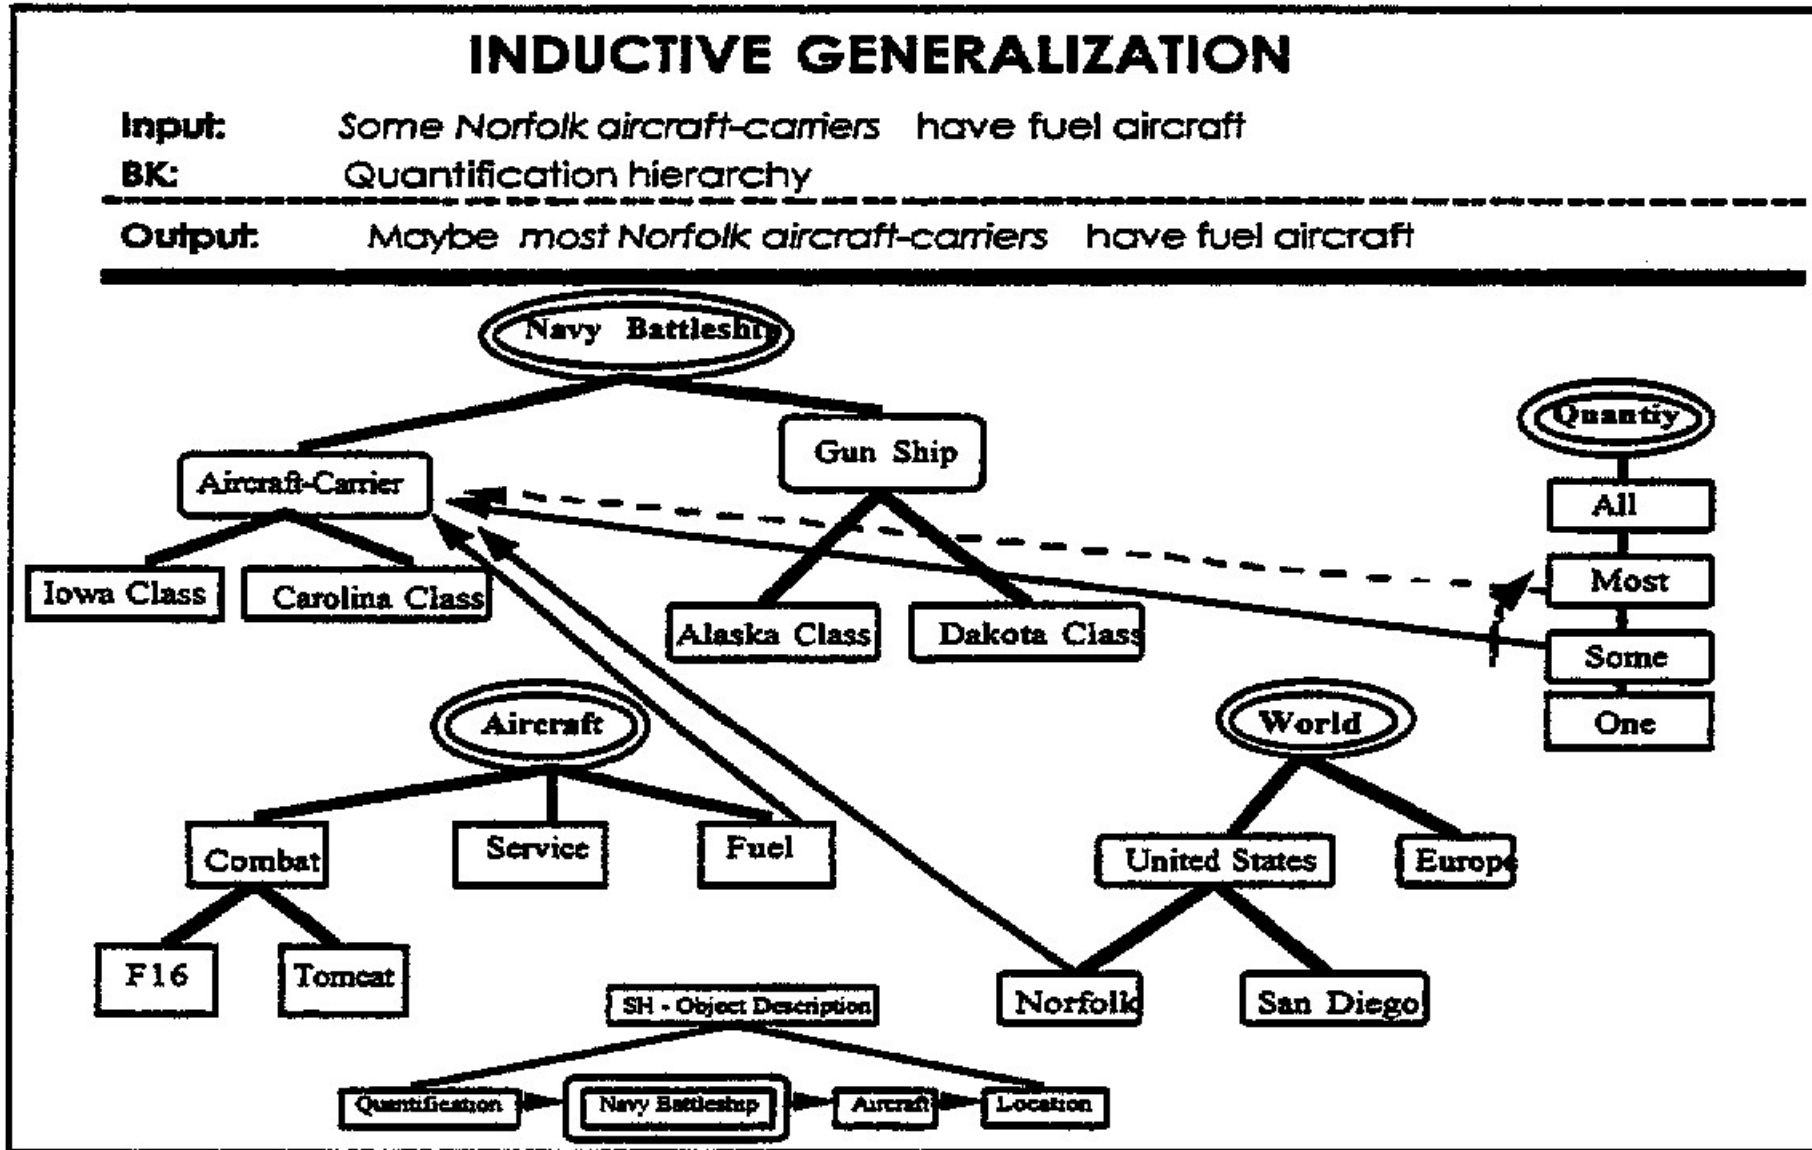 INDUCTIVE GENERALIZATION
Input: Some Norfolk aircraft-carriers have fuel aircraft
BK: Quantification hierarchy
Output: Maybe most Norfolk aircraft-carriers have fuel aircraft
Navy Battleship
Quantiy
Gun Ship
Aircraft-Carrier
All
Most
Iowa Class
Carolina Class
Alaska Class
Dakota Class
Some
One
Aircraft
World
Combat
Service
Fuel
United States
Europe
F16
Tomcat
Norfolk
San Diego
SH - Object Description
Quantification
Navy Battleship
Aircraft
Location